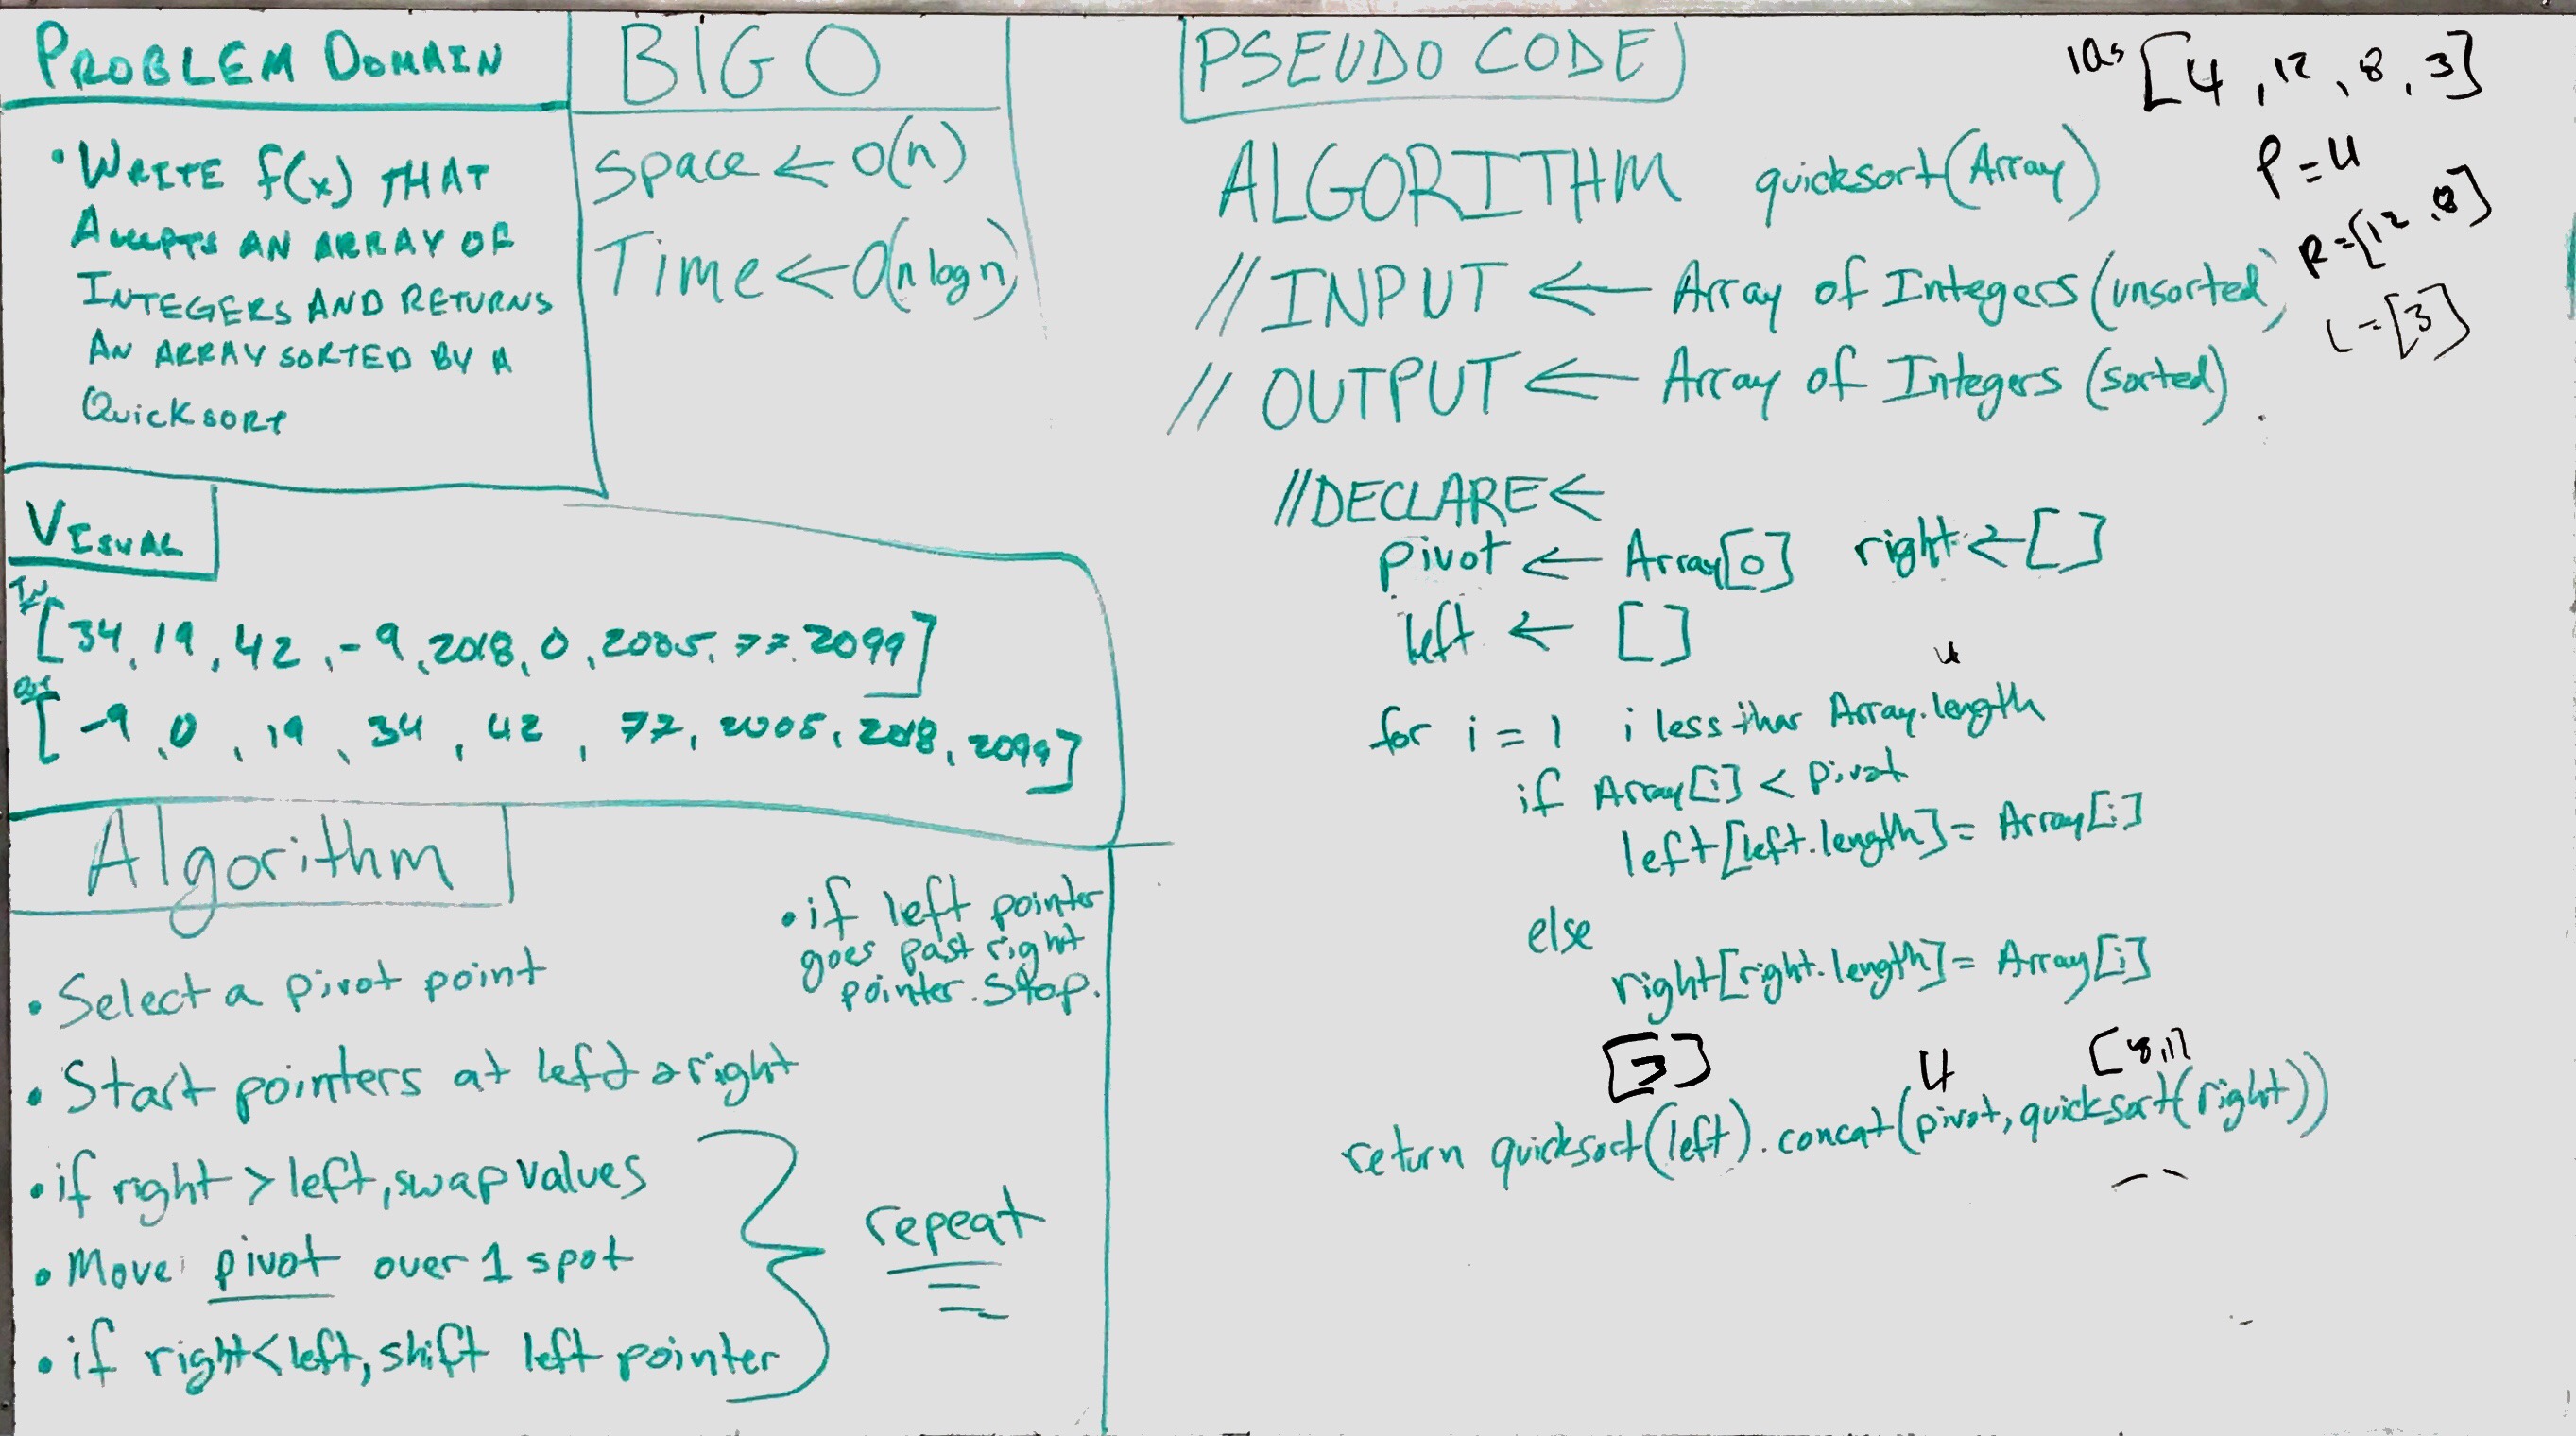 PROBLEM DOMAIN
• WRITE f(x) THAT
ACCEPTS AN ARRAY OF
INTEGERS AND RETURNS
AN ARRAY SORTED BY A
QUICKSORT
BIG O
Space ← O(n)
Time ← O(n log n)
VISUAL
IN
[34, 19, 42, -9, 2018, 0, 2005, 77, 2099]
OUT
[-9, 0, 19, 34, 42, 77, 2005, 2018, 2099]
Algorithm
• Select a pivot point
• Start pointers at left & right
• if right > left, swap values
• Move pivot over 1 spot
• if right < left, shift left pointer
repeat
• if left pointer
goes past right
pointer. Stop.
PSEUDO CODE
ALGORITHM quicksort(Array)
// INPUT ← Array of Integers (unsorted)
// OUTPUT ← Array of Integers (sorted)
//DECLARE ←
pivot ← Array[0] right ← []
left ← []
4
for i = 1 i less than Array.length
if Array[i] < pivot
left[left.length] = Array[i]
else
right[right.length] = Array[i]
[3] 4
return quicksort(left).concat(pivot, quicksort(right))
[4, 12, 8, 3]
P = 4
R = [12, 8]
L = [3]